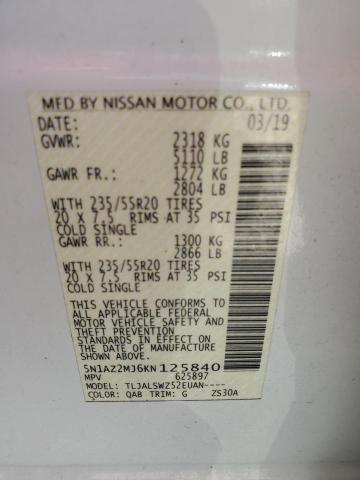 MFD BY NISSAN MOTOR CO., LTD.
DATE: 03/19
GVWR: 2318 KG
5110 LB
GAWR FR.: 1272 KG
2804 LB
WITH 235/55R20 TIRES
20 X 7.5 RIMS AT 35 PSI
COLD SINGLE
GAWR RR.: 1300 KG
2866 LB
WITH 235/55R20 TIRES
20 X 7.5 RIMS AT 35 PSI
COLD SINGLE
THIS VEHICLE CONFORMS TO
ALL APPLICABLE FEDERAL
MOTOR VEHICLE SAFETY
STANDARDS IN EFFECT ON
THE DATE OF MANUFACTURE
SHOWN ABOVE.
5N1AZ2MJ6KN125840
MPV 625897
MODEL: TLJALSWZ52EUAN----
COLOR: QAB TRIM: G ZS30A